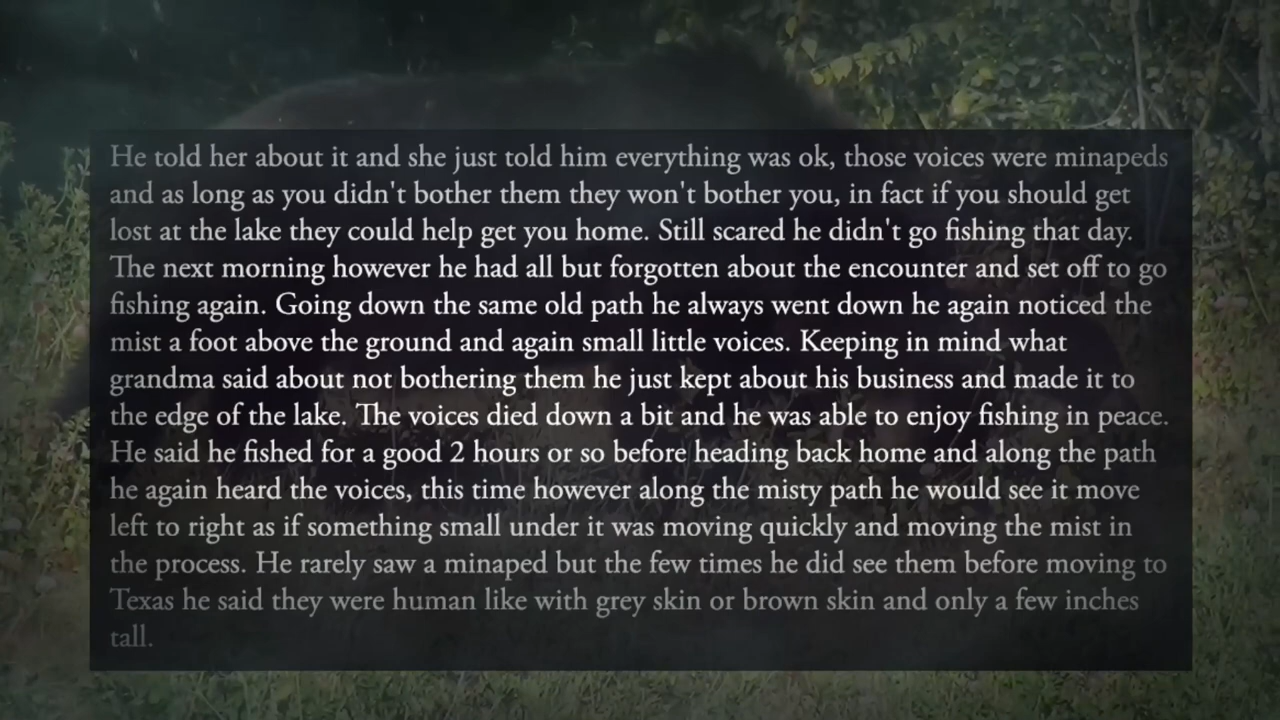 He told her about it and she just told him everything was ok, those voices were minapeds
and as long as you didn't bother them they won't bother you, in fact if you should get
lost at the lake they could help get you home. Still scared he didn't go fishing that day.
The next morning however he had all but forgotten about the encounter and set off to go
fishing again. Going down the same old path he always went down he again noticed the
mist a foot above the ground and again small little voices. Keeping in mind what
grandma said about not bothering them he just kept about his business and made it to
the edge of the lake. The voices died down a bit and he was able to enjoy fishing in peace.
He said he fished for a good 2 hours or so before heading back home and along the path
he again heard the voices, this time however along the misty path he would see it move
left to right as if something small under it was moving quickly and moving the mist in
the process. He rarely saw a minaped but the few times he did see them before moving to
Texas he said they were human like with grey skin or brown skin and only a few inches
tall.